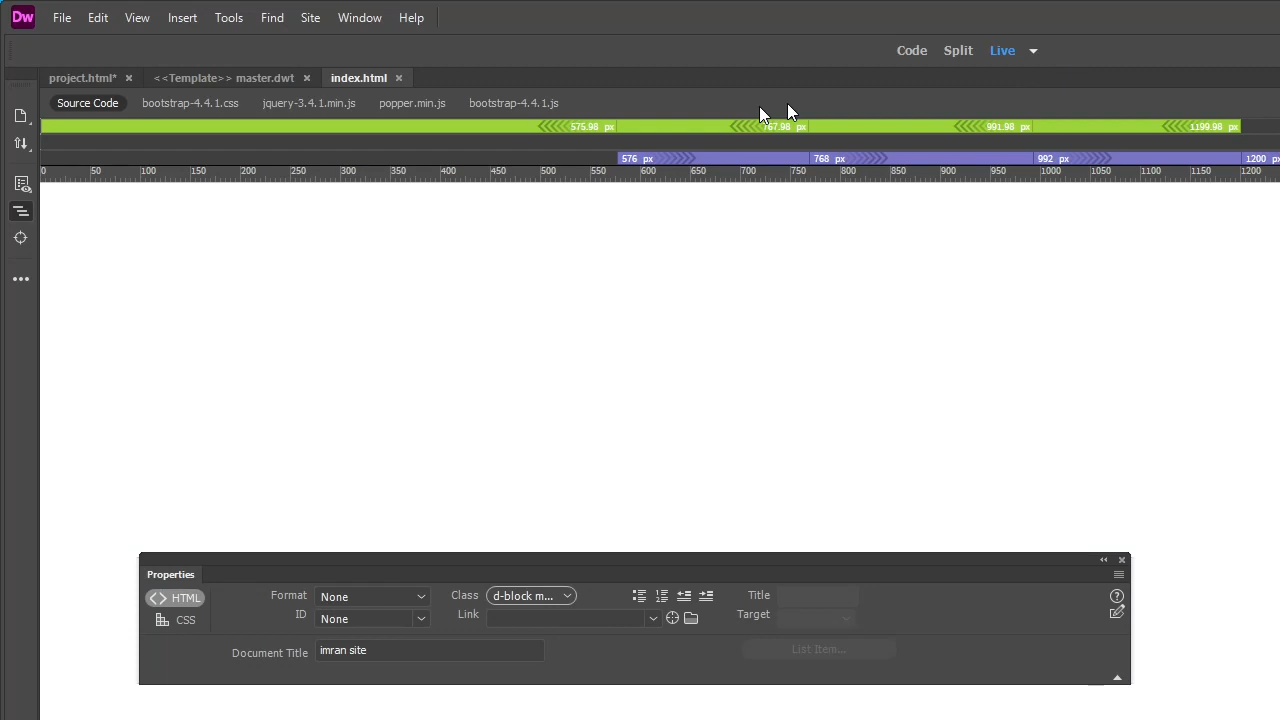 Dw File Edit View Insert Tools Find Site Window Help
Code Split Live
project.html* × <<Template>> master.dwt × index.html ×
Source Code bootstrap-4.4.1.css jquery-3.4.1.min.js popper.min.js bootstrap-4.4.1.js
575.98 px 767.98 px 991.98 px 1199.98 px
576 px 768 px 992 px 1200 px
0 50 100 150 200 250 300 350 400 450 500 550 600 650 700 750 800 850 900 950 1000 1050 1100 1150 1200
Properties
HTML Format None Class d-block m... Title
CSS ID None Link Target
Document Title imran site List Item...